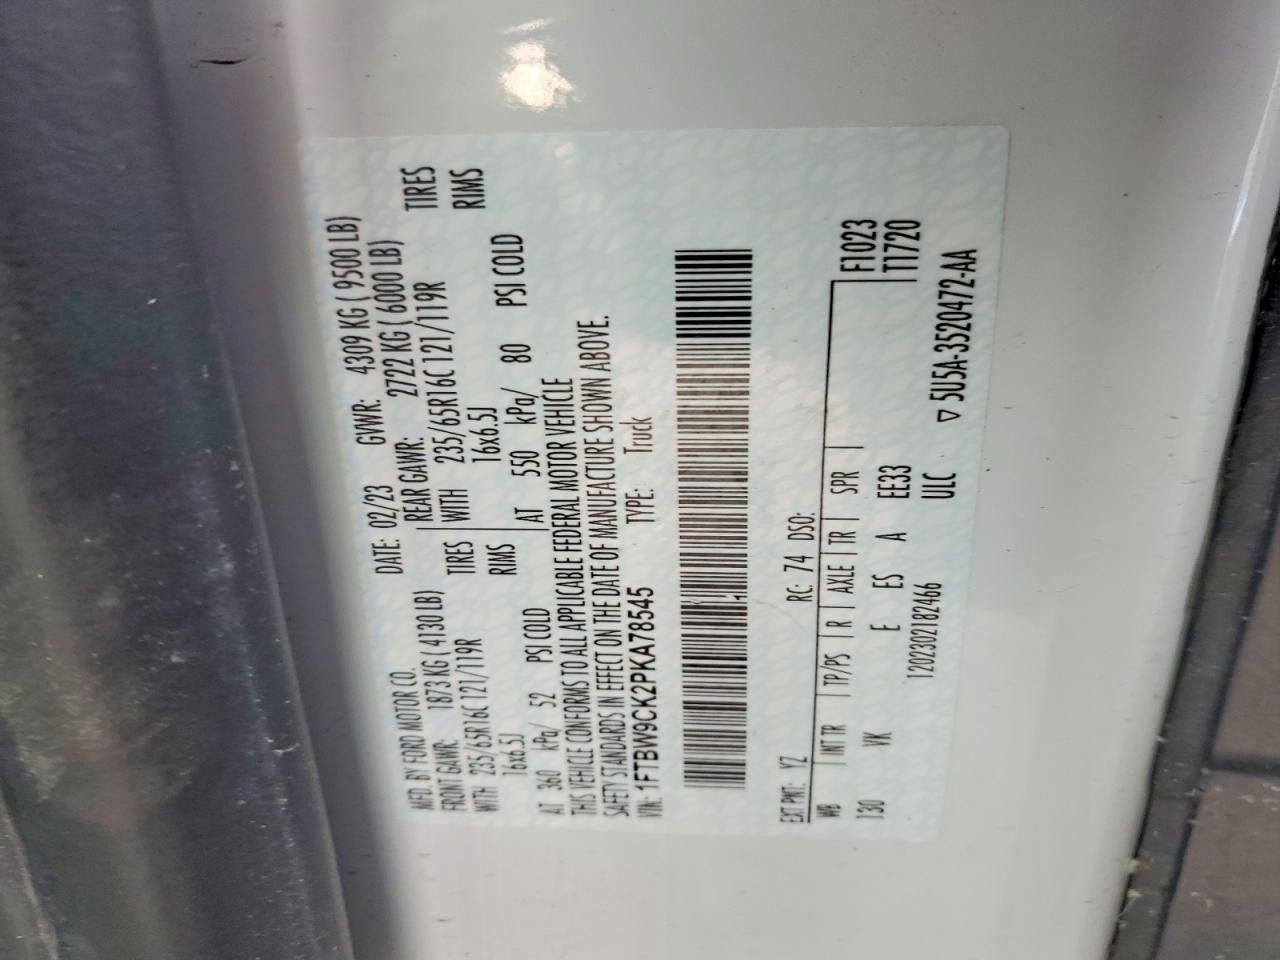 MFD. BY FORD MOTOR CO.
DATE: 02/23 GVWR: 4309 KG ( 9500 LB)
FRONT GAWR: 1873 KG ( 4130 LB)
REAR GAWR: 2722 KG ( 6000 LB)
WITH 235/65R16C 121/119R TIRES
WITH 235/65R16C 121/119R TIRES
16x6.5J RIMS
16x6.5J RIMS
AT 360 kPa/ 52 PSI COLD
AT 550 kPa/ 80 PSI COLD
THIS VEHICLE CONFORMS TO ALL APPLICABLE FEDERAL MOTOR VEHICLE
SAFETY STANDARDS IN EFFECT ON THE DATE OF MANUFACTURE SHOWN ABOVE.
VIN: 1FTBW9CK2PKA78545 TYPE: Truck
EXT PNT: YZ RC: 74 DSO:
WB INT TR TP/PS R AXLE TR SPR
F1023
130 VK E ES A EE33
T1720
120230218​2466 ULC
▽ 5U5A-3520472-AA